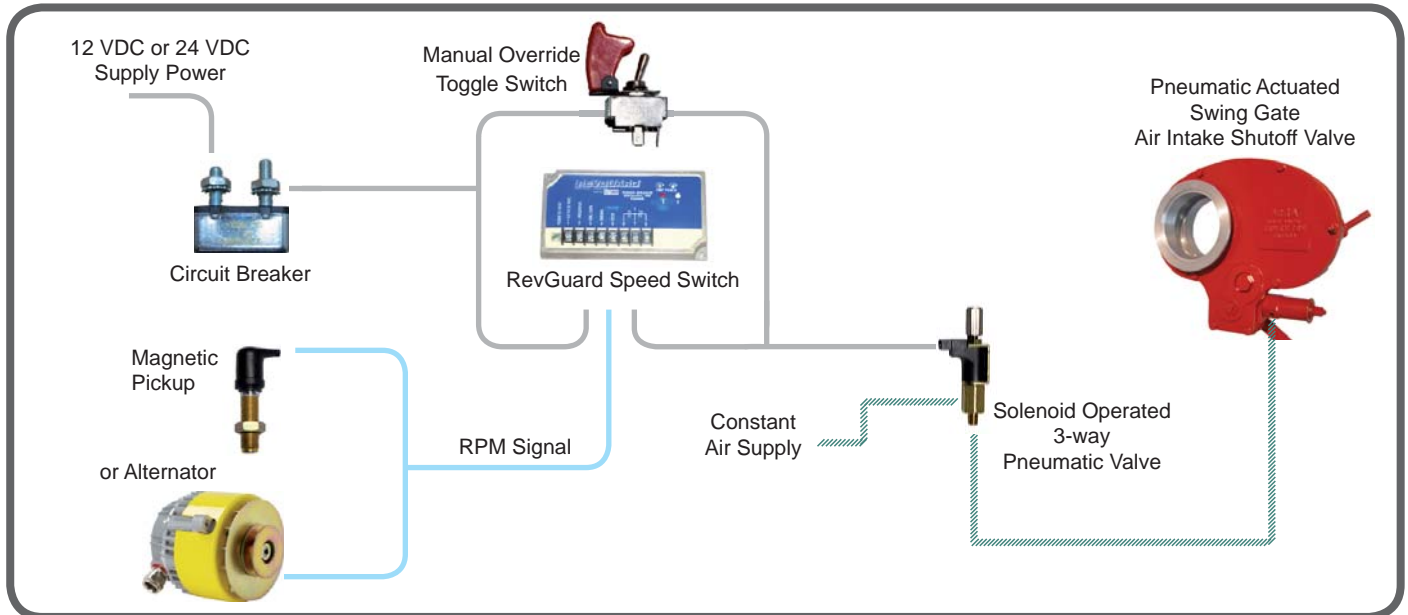 12 VDC or 24 VDC
Supply Power
Manual Override
Toggle Switch
Pneumatic Actuated
Swing Gate
Air Intake Shutoff Valve
Circuit Breaker
RevGuard
RevGuard Speed Switch
Magnetic
Pickup
Constant
Air Supply
Solenoid Operated
3-way
Pneumatic Valve
RPM Signal
or Alternator